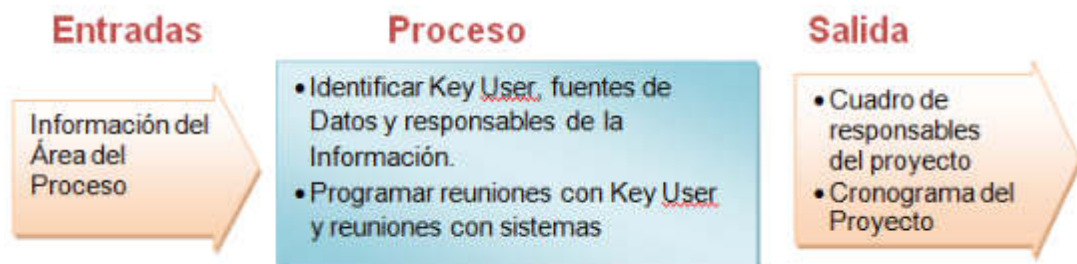 Entradas
Proceso
Salida
Información del
Área del
Proceso
• Identificar Key User, fuentes de
Datos y responsables de la
Información.
• Programar reuniones con Key User
y reuniones con sistemas
• Cuadro de
responsables
del proyecto
• Cronograma del
Proyecto